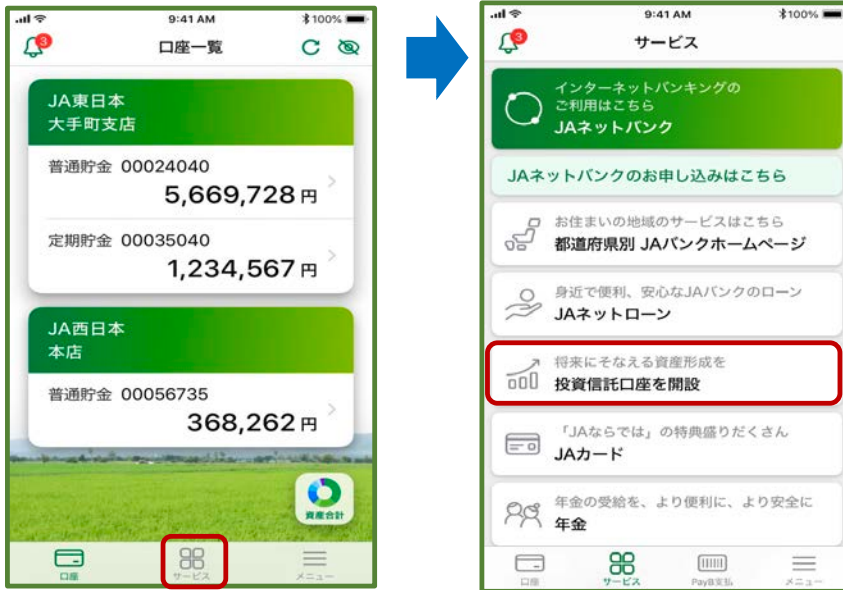 9:41 AM
100%
3
口座一覧
JA東日本
大手町支店
普通貯金 00024040
5,669,728 円
定期貯金 00035040
1,234,567 円
JA西日本
本店
普通貯金 00056735
368,262 円
資産合計
口座
サービス
メニュー
9:41 AM
100%
3
サービス
インターネットバンキングの
ご利用はこちら
JAネットバンク
JAネットバンクのお申し込みはこちら
お住まいの地域のサービスはこちら
都道府県別 JAバンクホームページ
身近で便利、安心なJAバンクのローン
JAネットローン
将来にそなえる資産形成を
投資信託口座を開設
「JAならでは」の特典盛りだくさん
JAカード
年金の受給を、より便利に、より安全に
年金
口座
サービス
PayB支払
メニュー